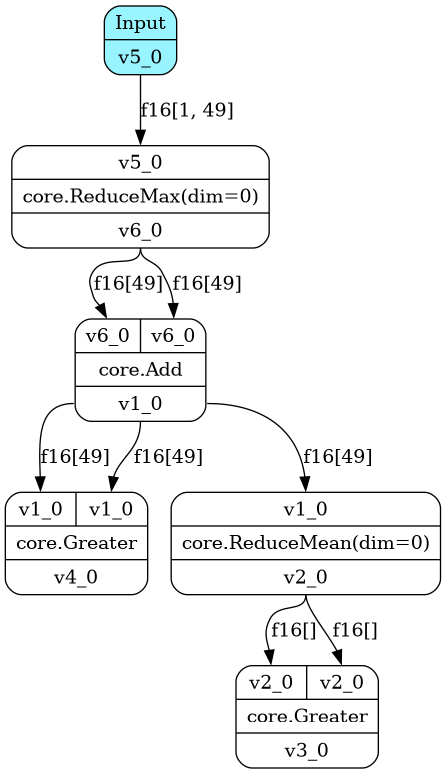 Input
v5_0
f16[1, 49]
v5_0
core.ReduceMax(dim=0)
v6_0
f16[49] f16[49]
v6_0 v6_0
core.Add
v1_0
f16[49] f16[49] f16[49]
v1_0 v1_0
core.Greater
v4_0
v1_0
core.ReduceMean(dim=0)
v2_0
f16[] f16[]
v2_0 v2_0
core.Greater
v3_0